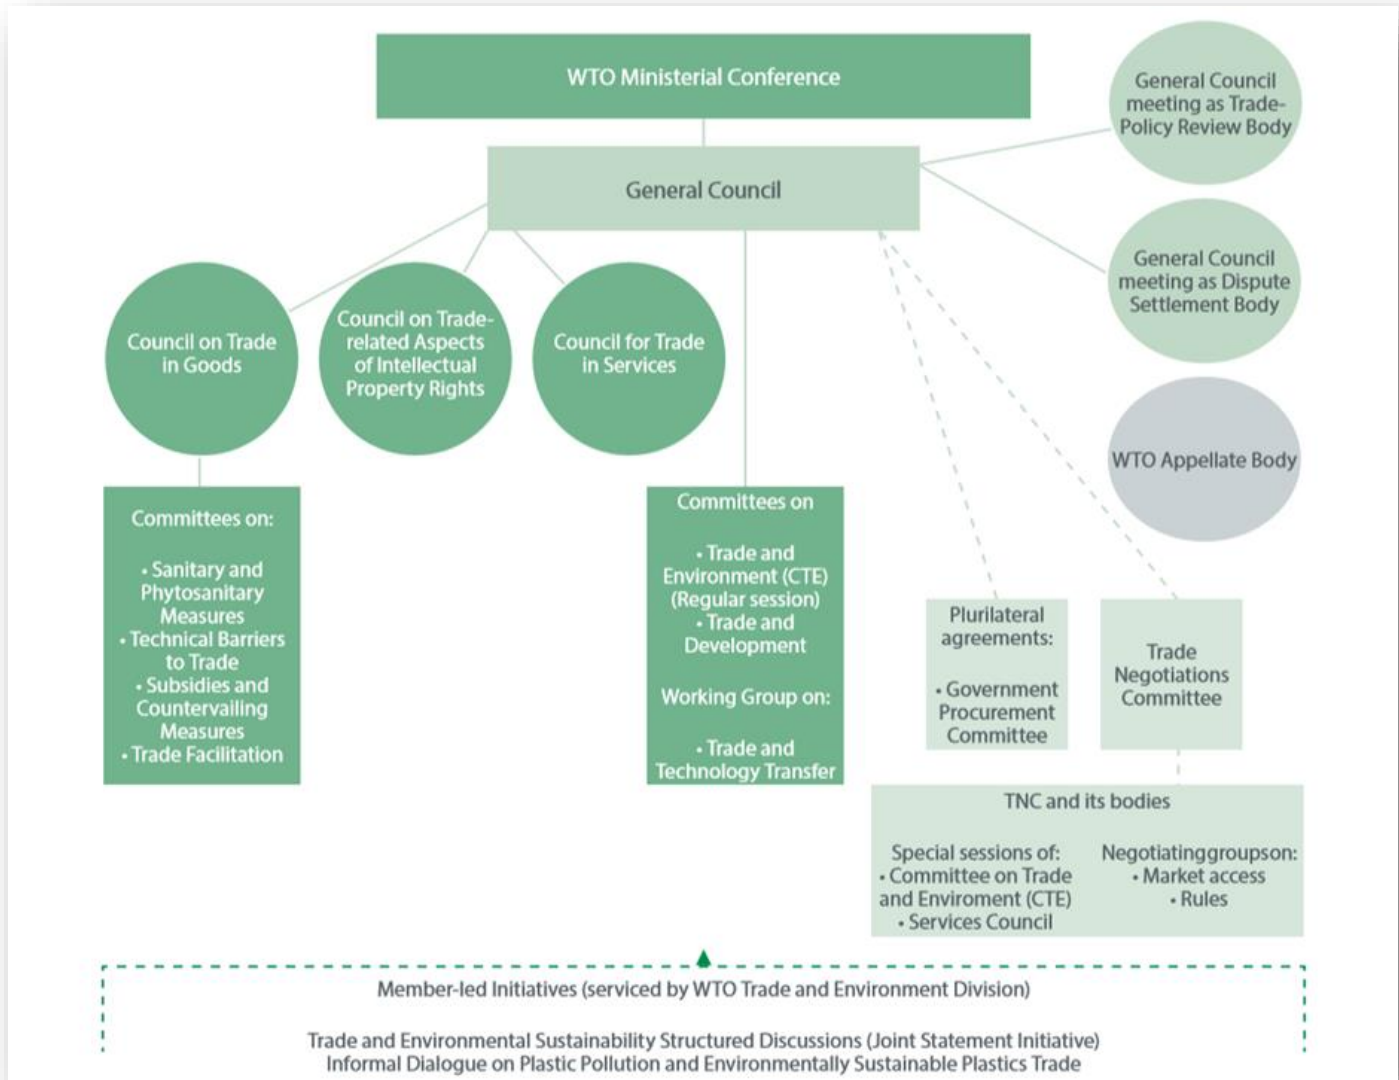 WTO Ministerial Conference
General Council
meeting as Trade-
Policy Review Body
General Council
General Council
meeting as Dispute
Settlement Body
Council on Trade
in Goods
Council on Trade-
related Aspects
of Intellectual
Property Rights
Council for Trade
in Services
WTO Appellate Body
Committees on:
• Sanitary and
Phytosanitary
Measures
• Technical Barriers
to Trade
• Subsidies and
Countervailing
Measures
• Trade Facilitation
Committees on
• Trade and
Environment (CTE)
(Regular session)
• Trade and
Development
Working Group on:
• Trade and
Technology Transfer
Plurilateral
agreements:
• Government
Procurement
Committee
Trade
Negotiations
Committee
TNC and its bodies
Special sessions of:
• Committee on Trade
and Enviroment (CTE)
• Services Council
Negotiatinggroupson:
• Market access
• Rules
Member-led Initiatives (serviced by WTO Trade and Environment Division)
Trade and Environmental Sustainability Structured Discussions (Joint Statement Initiative)
Informal Dialogue on Plastic Pollution and Environmentally Sustainable Plastics Trade